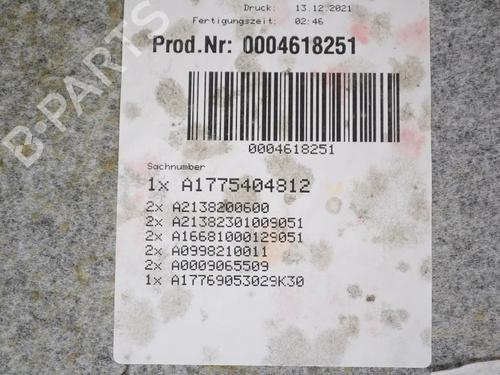 Druck: 13.12.2021
Fertigungszeit: 02:46
Prod.Nr: 0004618251
0004618251
Sachnumber
1x A1775404812
2x A2138200600
2x A21382301009051
2x A16681000129051
2x A0998210011
2x A0009065509
1x A17769053029K30
B-PARTS